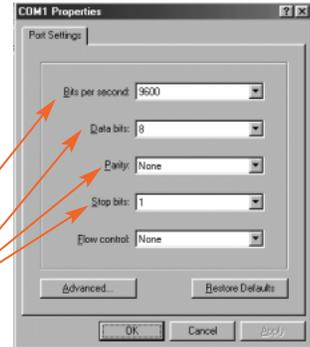 COM1 Properties
Port Settings
Bits per second: 9600
Data bits: 8
Parity: None
Stop bits: 1
Flow control: None
Advanced...
Restore Defaults
OK
Cancel
Apply